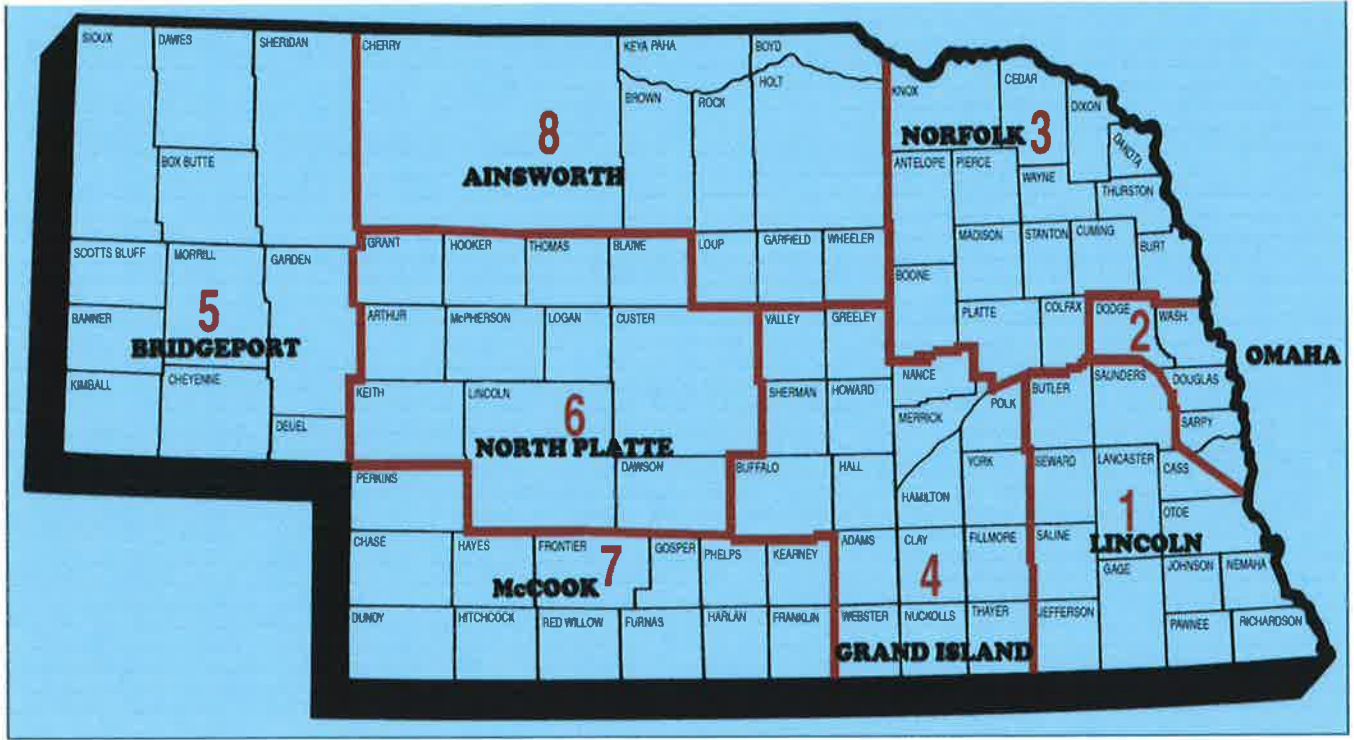 SIOUX DAWES SHERIDAN CHERRY KEYA PAHA BOYD
HOLT
CEDAR
KNOX
BROWN ROCK
DIXON
8
NORFOLK 3
DAKOTA
BOX BUTTE
AINSWORTH
ANTELOPE PIERCE
WAYNE
THURSTON
GRANT HOOKER THOMAS BLAINE LOUP GARFIELD WHEELER
MADISON STANTON CUMING
BURT
SCOTTS BLUFF MORRILL GARDEN
BOONE
5
BANNER
ARTHUR McPHERSON LOGAN CUSTER VALLEY GREELEY
PLATTE COLFAX DODGE WASH
2
BRIDGEPORT
OMAHA
KIMBALL CHEYENNE
NANCE
SAUNDERS DOUGLAS
KEITH LINCOLN
SHERMAN HOWARD
BUTLER
6
MERRICK POLK
DEUEL
SARPY
NORTH PLATTE
PERKINS
DAWSON BUFFALO HALL
YORK SEWARD LANCASTER CASS
HAMILTON
1
OTOE
CHASE HAYES FRONTIER GOSPER PHELPS KEARNEY ADAMS CLAY FILLMORE SALINE
LINCOLN
7
McCOOK
4
GAGE JOHNSON NEMAHA
DUNDY HITCHCOCK RED WILLOW FURNAS HARLAN FRANKLIN WEBSTER NUCKOLLS THAYER JEFFERSON
PAWNEE RICHARDSON
GRAND ISLAND